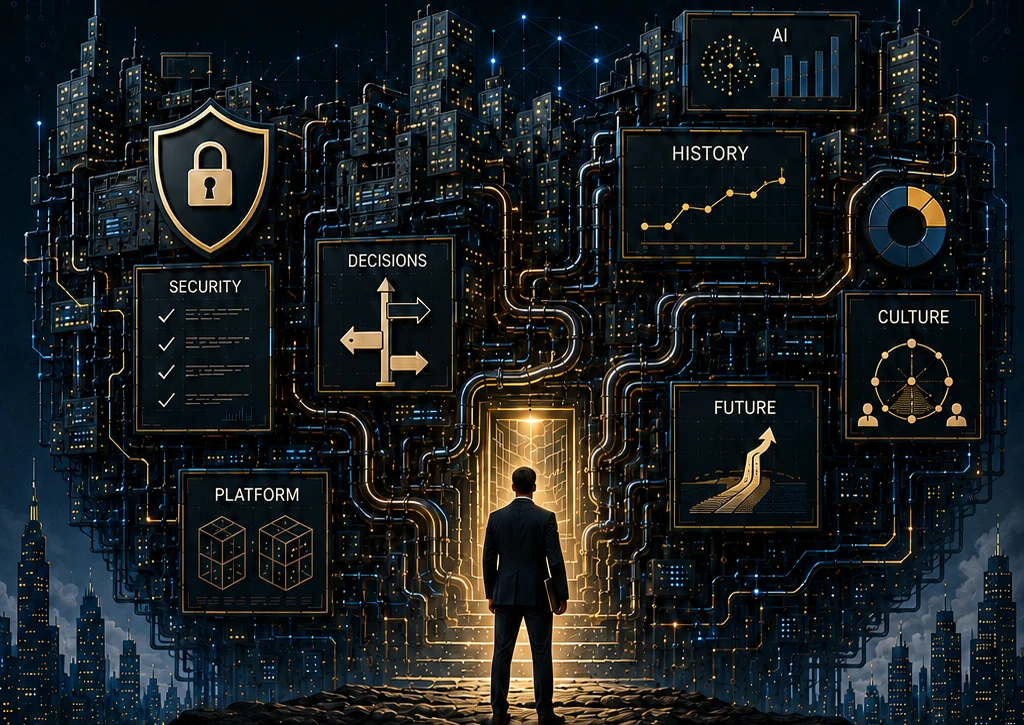 AI
HISTORY
DECISIONS
SECURITY
CULTURE
FUTURE
PLATFORM